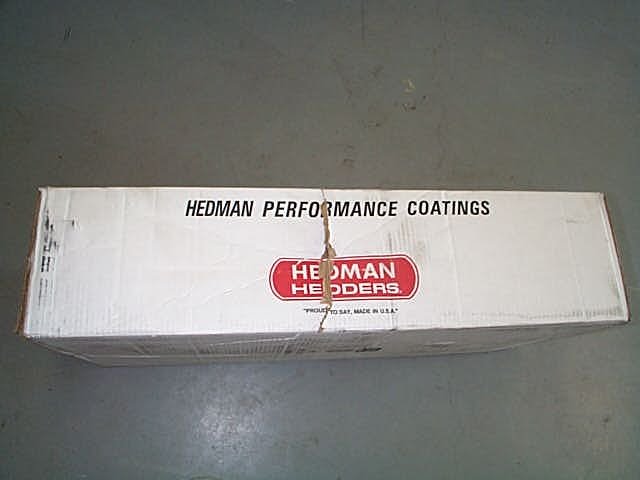 HEDMAN PERFORMANCE COATINGS
HEDMAN
HEDDERS.
"PROUD TO SAY, MADE IN U.S.A."